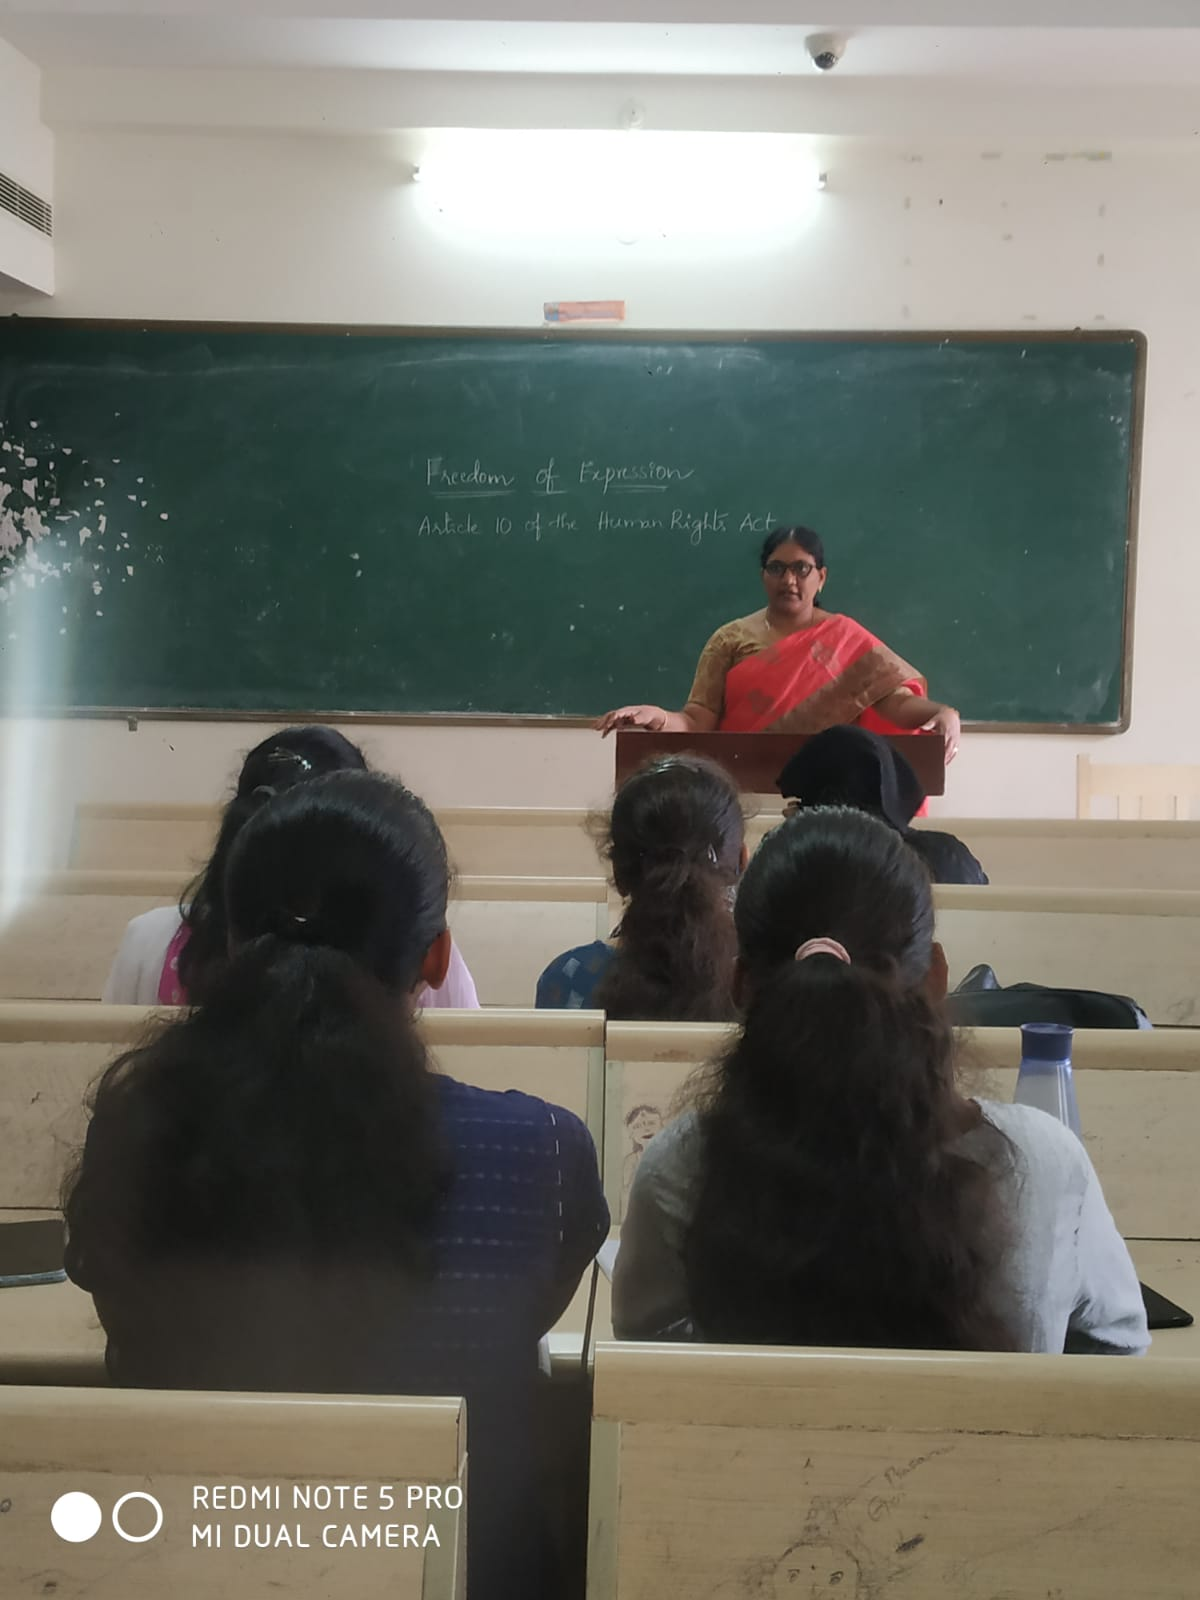 Freedom of Expression
Article 10 of the Human Rights Act
REDMI NOTE 5 PRO
MI DUAL CAMERA